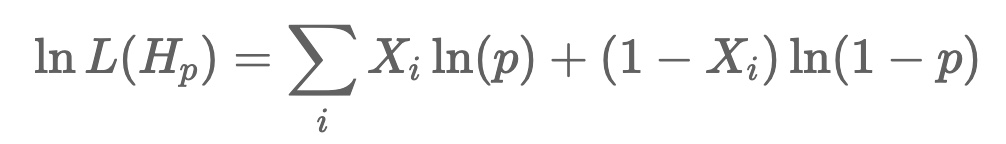 ln L(H_p) = ∑_i X_i ln(p) + (1 − X_i) ln(1 − p)